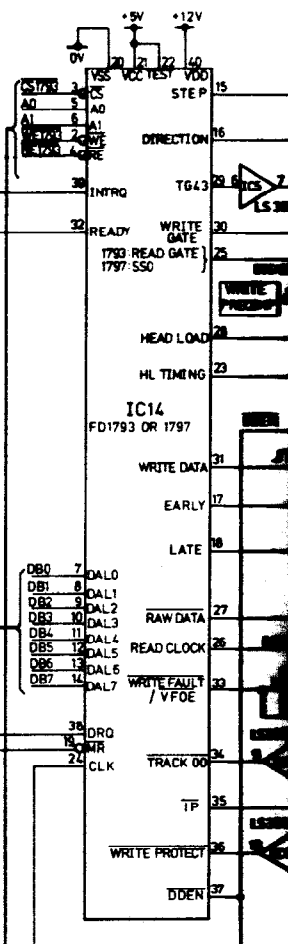 +5V +12V
0V
20 21 22 40
VSS VCC TEST VDD
CS1793 3 CS STEP 15
A0 5 A0
A1 6 A1
WE1793 2 WE DIRECTION 16
RE1793 4 RE
39 INTRQ TG43 29 6 IC5 7
LS36
32 READY WRITE GATE 30
1793:READ GATE 25
1797:SSO
WRITE
HEAD LOAD 28
HL TIMING 23
IC14
FD1793 OR 1797
DDEN
WRITE DATA 31
EARLY 17
LATE 18
DB0 7 DAL0
DB1 8 DAL1
DB2 9 DAL2
DB3 10 DAL3 RAW DATA 27
DB4 11 DAL4
DB5 12 DAL5 READ CLOCK 26
DB6 13 DAL6
DB7 14 DAL7 WRITE FAULT 33
/ VFOE
38 DRQ
19 MR
24 CLK TRACK 00 34
IP 35
WRITE PROTECT 36
DDEN 37